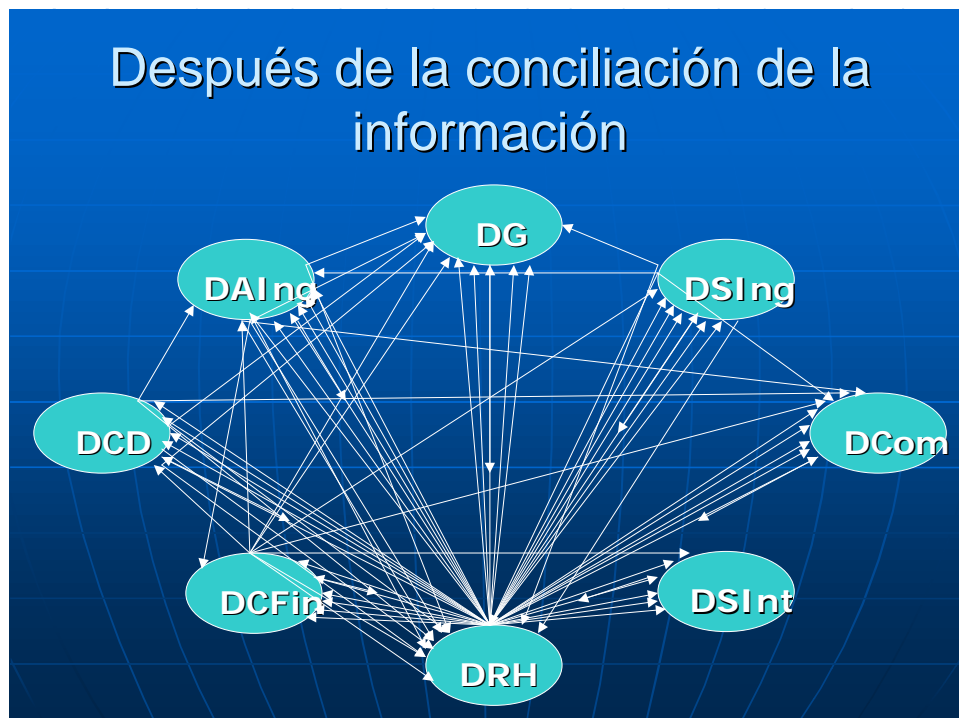 Después de la conciliación de la
información
DG
DAIng
DSIng
DCD
DCom
DCFin
DSInt
DRH